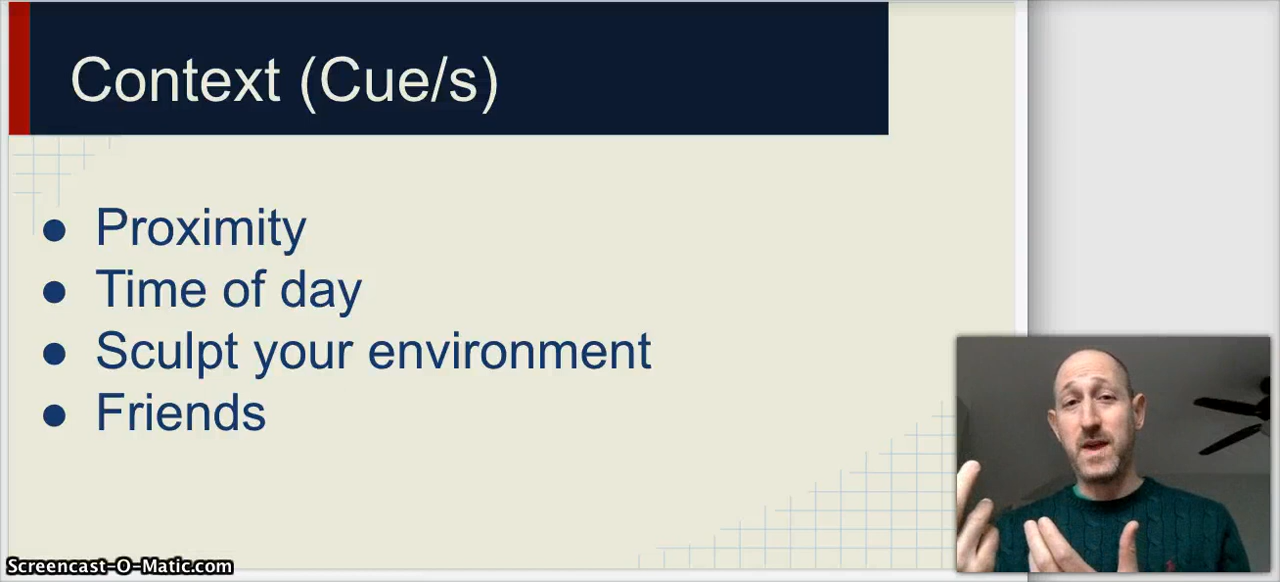 Context (Cue/s)
● Proximity
● Time of day
● Sculpt your environment
● Friends
Screencast-O-Matic.com